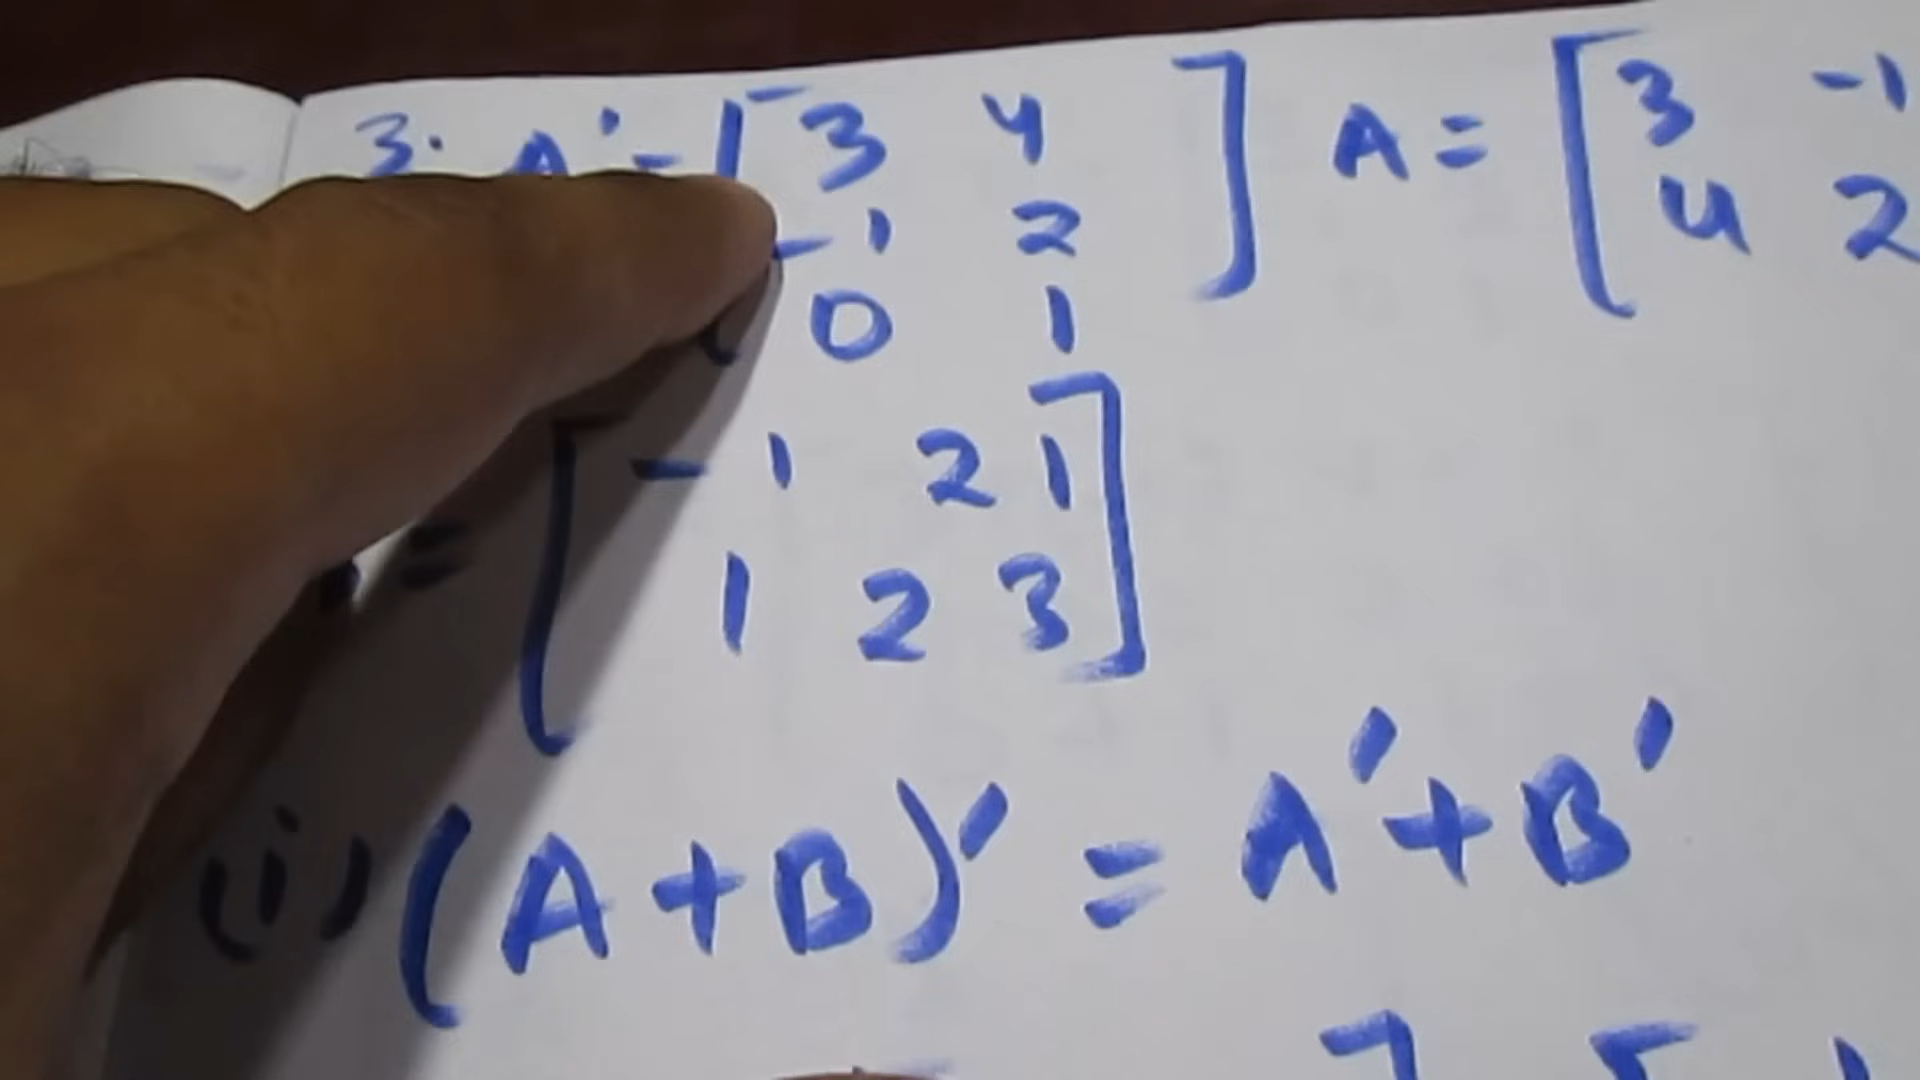 3. A' = [ 3 4 ] A = [ 3 -1
-1 2 4 2
0 1
= [ -1 2 1 ]
1 2 3
(i) (A+B)' = A'+B'